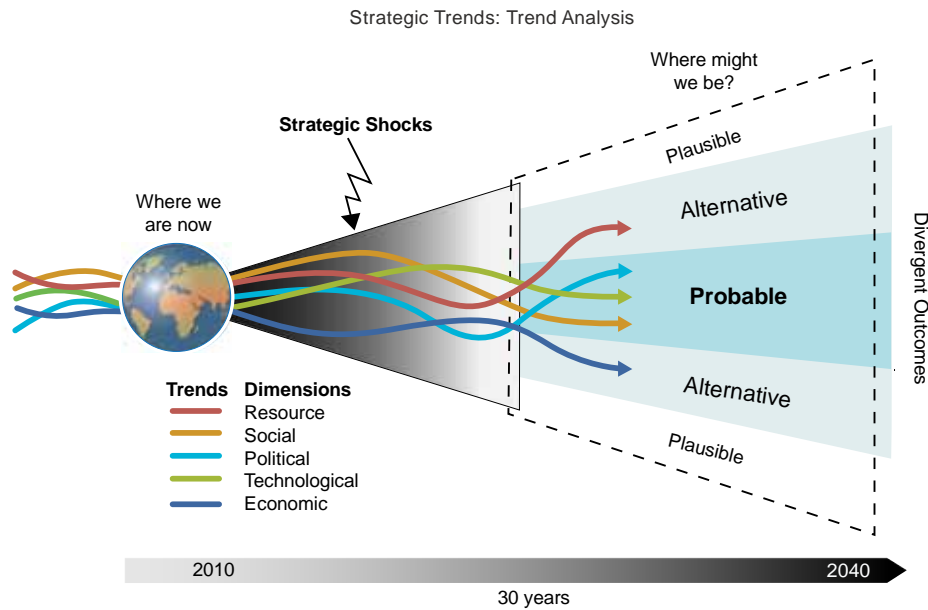 Strategic Trends: Trend Analysis
Where might
we be?
Strategic Shocks
Plausible
Where we
are now
Alternative
Probable
Divergent Outcomes
Alternative
Plausible
Trends Dimensions
Resource
Social
Political
Technological
Economic
2010
2040
30 years